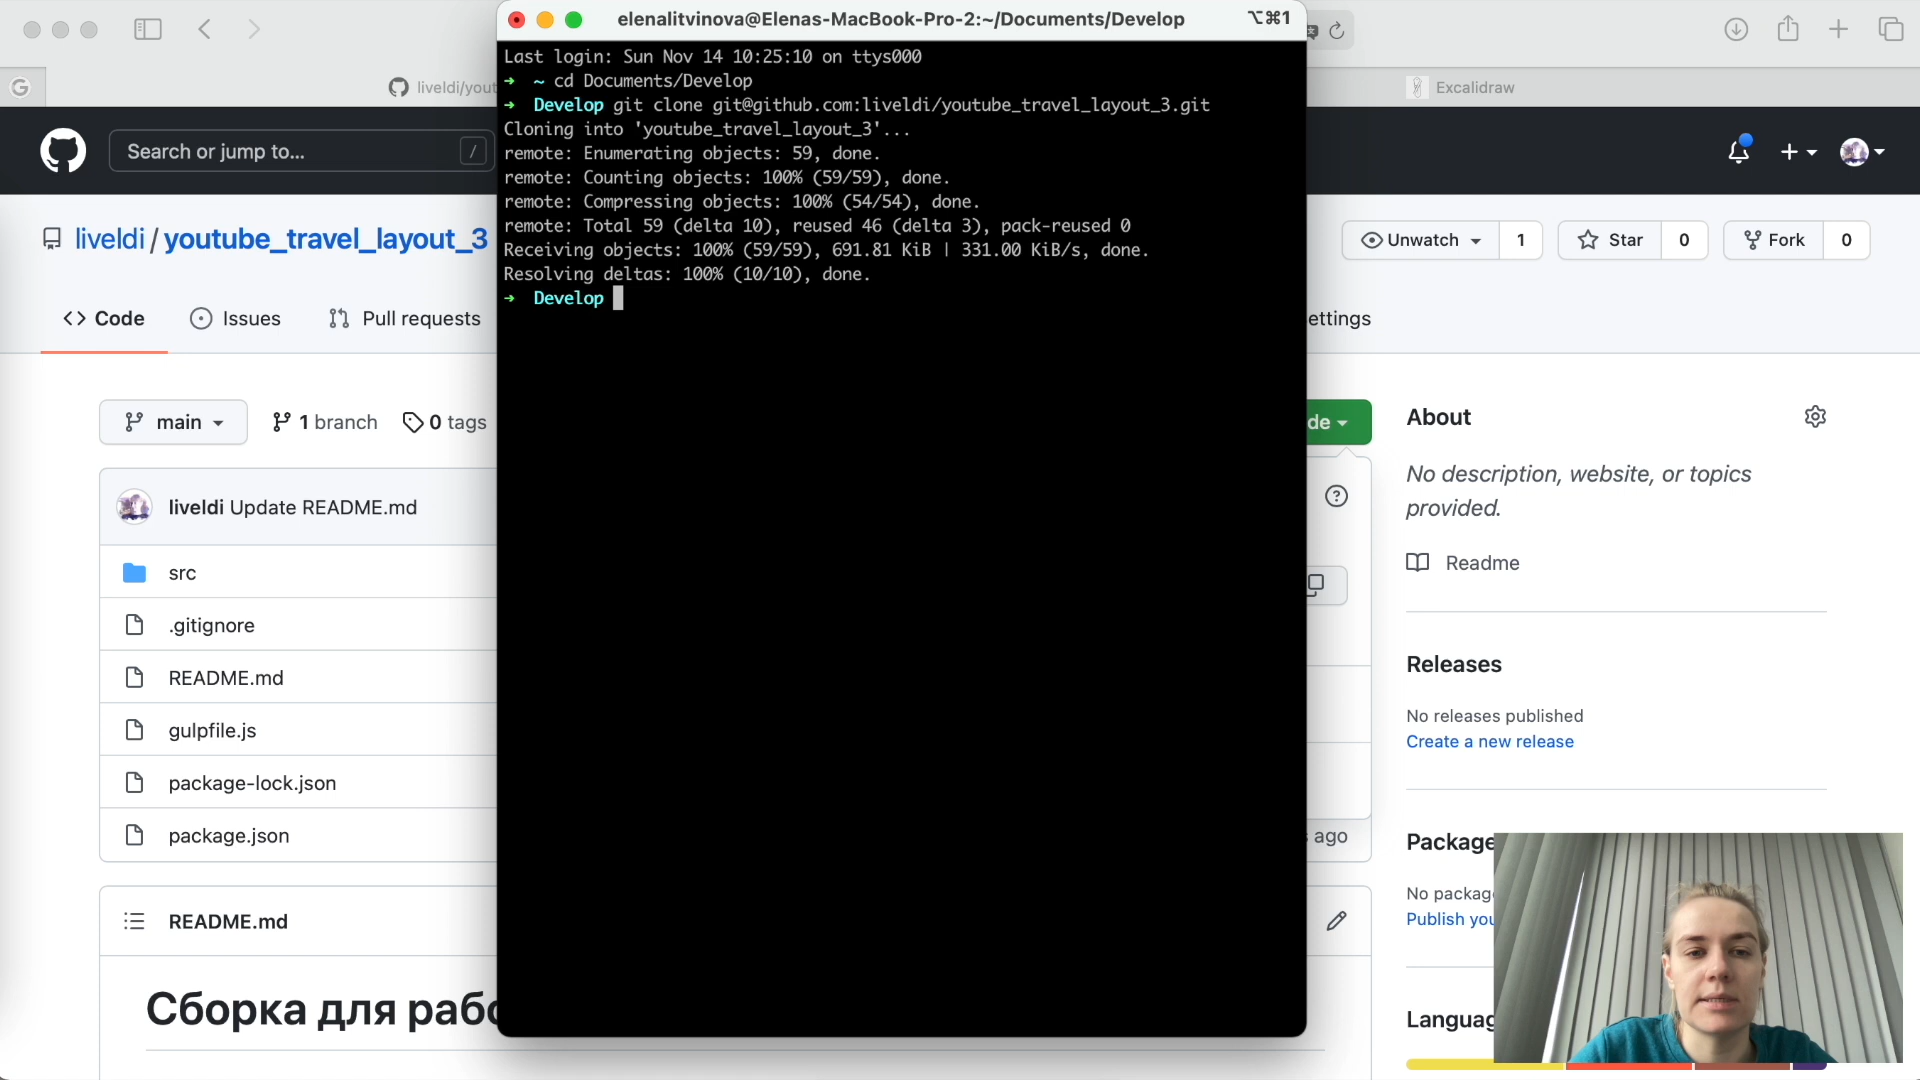 elenalitvinova@Elenas-MacBook-Pro-2:~/Documents/Develop
⌥⌘1
liveldi/yout
Excalidraw
Last login: Sun Nov 14 10:25:10 on ttys000
➜ ~ cd Documents/Develop
➜ Develop git clone git@github.com:liveldi/youtube_travel_layout_3.git
Cloning into 'youtube_travel_layout_3'...
remote: Enumerating objects: 59, done.
remote: Counting objects: 100% (59/59), done.
remote: Compressing objects: 100% (54/54), done.
remote: Total 59 (delta 10), reused 46 (delta 3), pack-reused 0
Receiving objects: 100% (59/59), 691.81 KiB | 331.00 KiB/s, done.
Resolving deltas: 100% (10/10), done.
➜ Develop
Search or jump to...
/
liveldi/youtube_travel_layout_3
Unwatch 1
Star 0
Fork 0
Code
Issues
Pull requests
ettings
main
1 branch
0 tags
de
liveldi Update README.md
src
.gitignore
README.md
gulpfile.js
package-lock.json
package.json
ago
README.md
Сборка для рабо
About
No description, website, or topics
provided.
Readme
Releases
No releases published
Create a new release
Package
No packag
Publish you
Languag